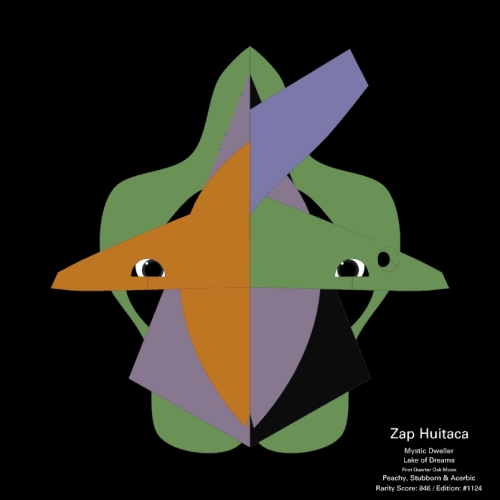 Zap Huitaca
Mystic Dweller
Lake of Dreams
First Quarter Oak Moon
Peachy, Stubborn & Acerbic
Rarity Score: 846 / Edition: #1124